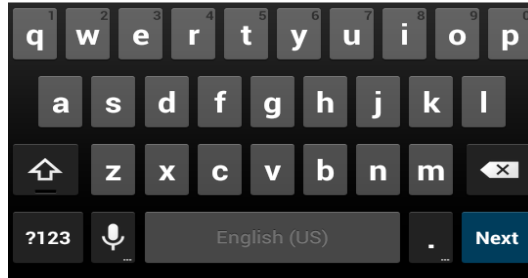 1 2 3 4 5 6 7 8 9 0
q w e r t y u i o p
a s d f g h j k l
z x c v b n m
?123 ... English (US) . ... Next